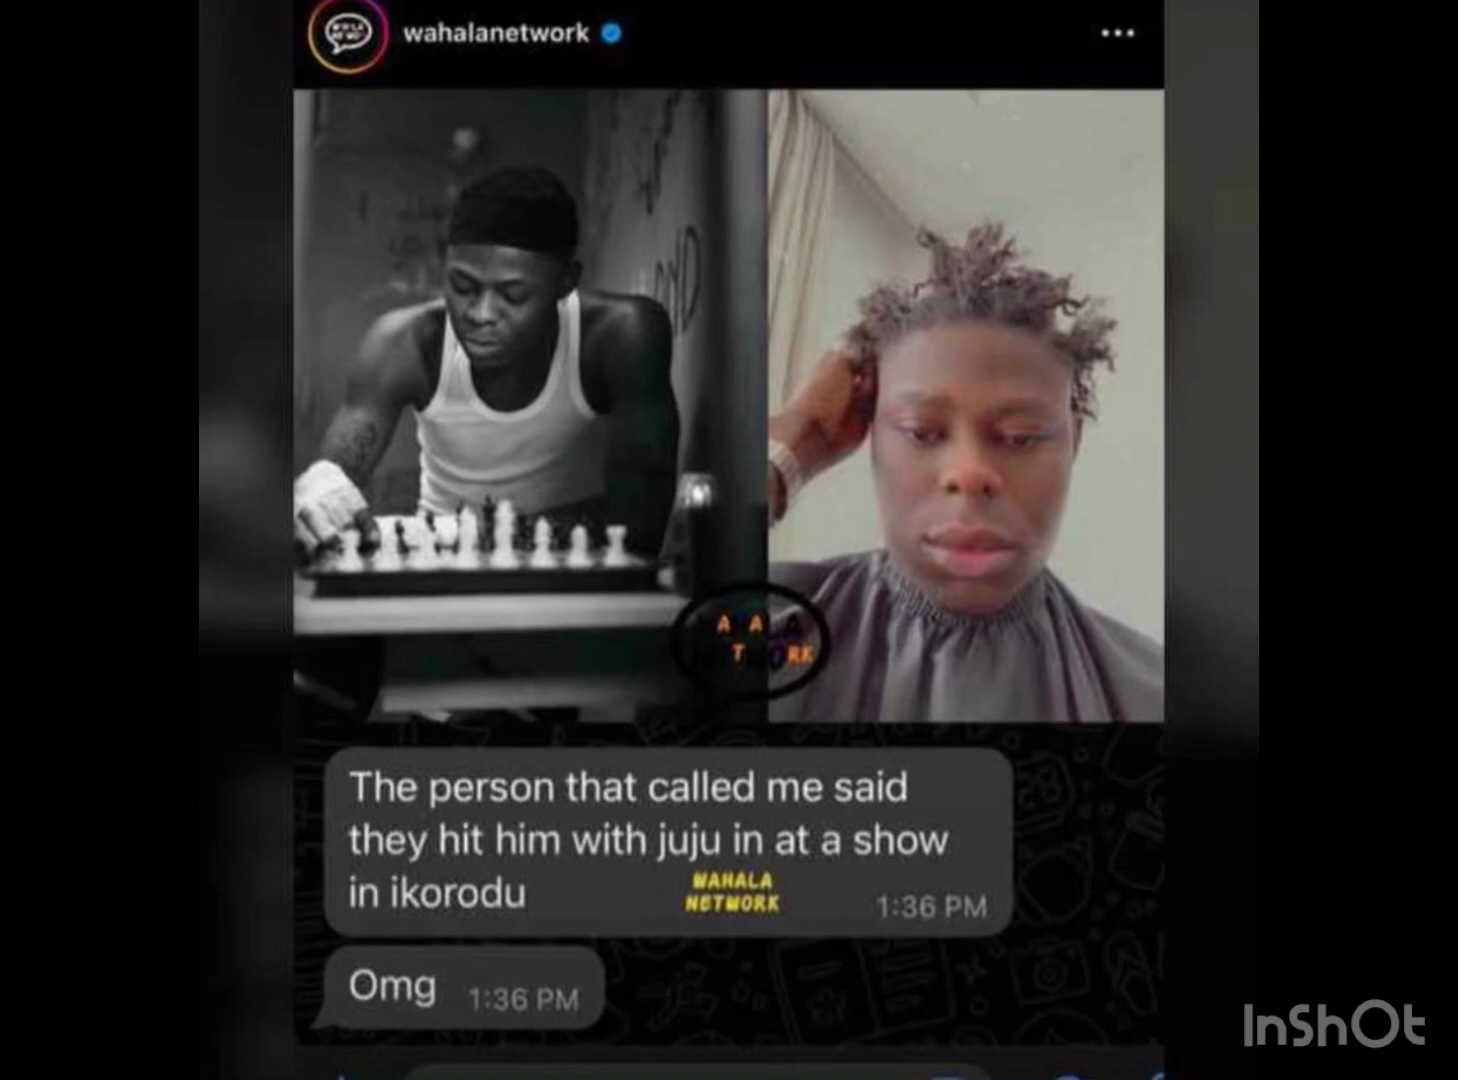 wahalanetwork
The person that called me said
they hit him with juju in at a show
in ikorodu
WAHALA
NETWORK
1:36 PM
Omg
1:36 PM
InShOt